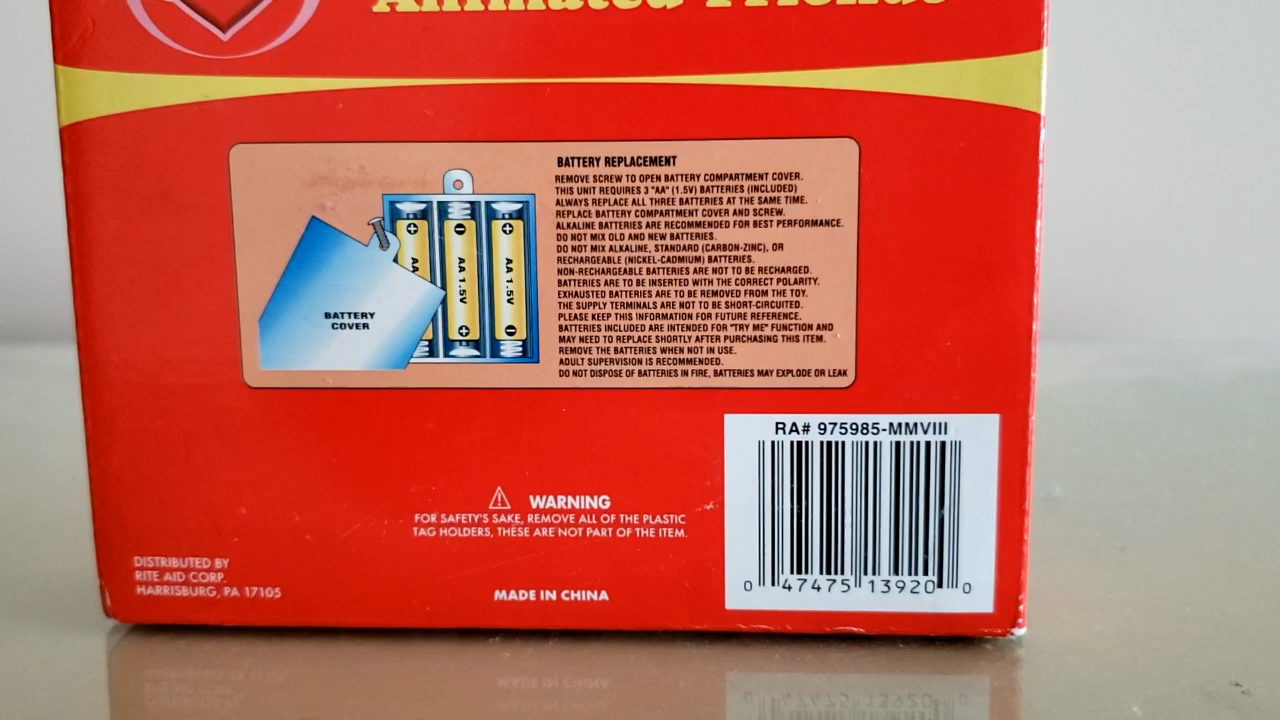 Animated Friends
BATTERY REPLACEMENT
REMOVE SCREW TO OPEN BATTERY COMPARTMENT COVER.
THIS UNIT REQUIRES 3 "AA" (1.5V) BATTERIES (INCLUDED)
ALWAYS REPLACE ALL THREE BATTERIES AT THE SAME TIME.
REPLACE BATTERY COMPARTMENT COVER AND SCREW.
ALKALINE BATTERIES ARE RECOMMENDED FOR BEST PERFORMANCE.
DO NOT MIX OLD AND NEW BATTERIES.
DO NOT MIX ALKALINE, STANDARD (CARBON-ZINC), OR
RECHARGEABLE (NICKEL-CADMIUM) BATTERIES.
NON-RECHARGEABLE BATTERIES ARE NOT TO BE RECHARGED.
BATTERIES ARE TO BE INSERTED WITH THE CORRECT POLARITY.
EXHAUSTED BATTERIES ARE TO BE REMOVED FROM THE TOY.
THE SUPPLY TERMINALS ARE NOT TO BE SHORT-CIRCUITED.
PLEASE KEEP THIS INFORMATION FOR FUTURE REFERENCE.
BATTERIES INCLUDED ARE INTENDED FOR "TRY ME" FUNCTION AND
MAY NEED TO REPLACE SHORTLY AFTER PURCHASING THIS ITEM.
REMOVE THE BATTERIES WHEN NOT IN USE.
ADULT SUPERVISION IS RECOMMENDED.
DO NOT DISPOSE OF BATTERIES IN FIRE, BATTERIES MAY EXPLODE OR LEAK
AA
AA 1.5V
AA 1.5V
BATTERY
COVER
RA# 975985-MMVIII
0 47475 13920 0
WARNING
FOR SAFETY'S SAKE, REMOVE ALL OF THE PLASTIC
TAG HOLDERS, THESE ARE NOT PART OF THE ITEM.
DISTRIBUTED BY
RITE AID CORP.
HARRISBURG, PA 17105
MADE IN CHINA